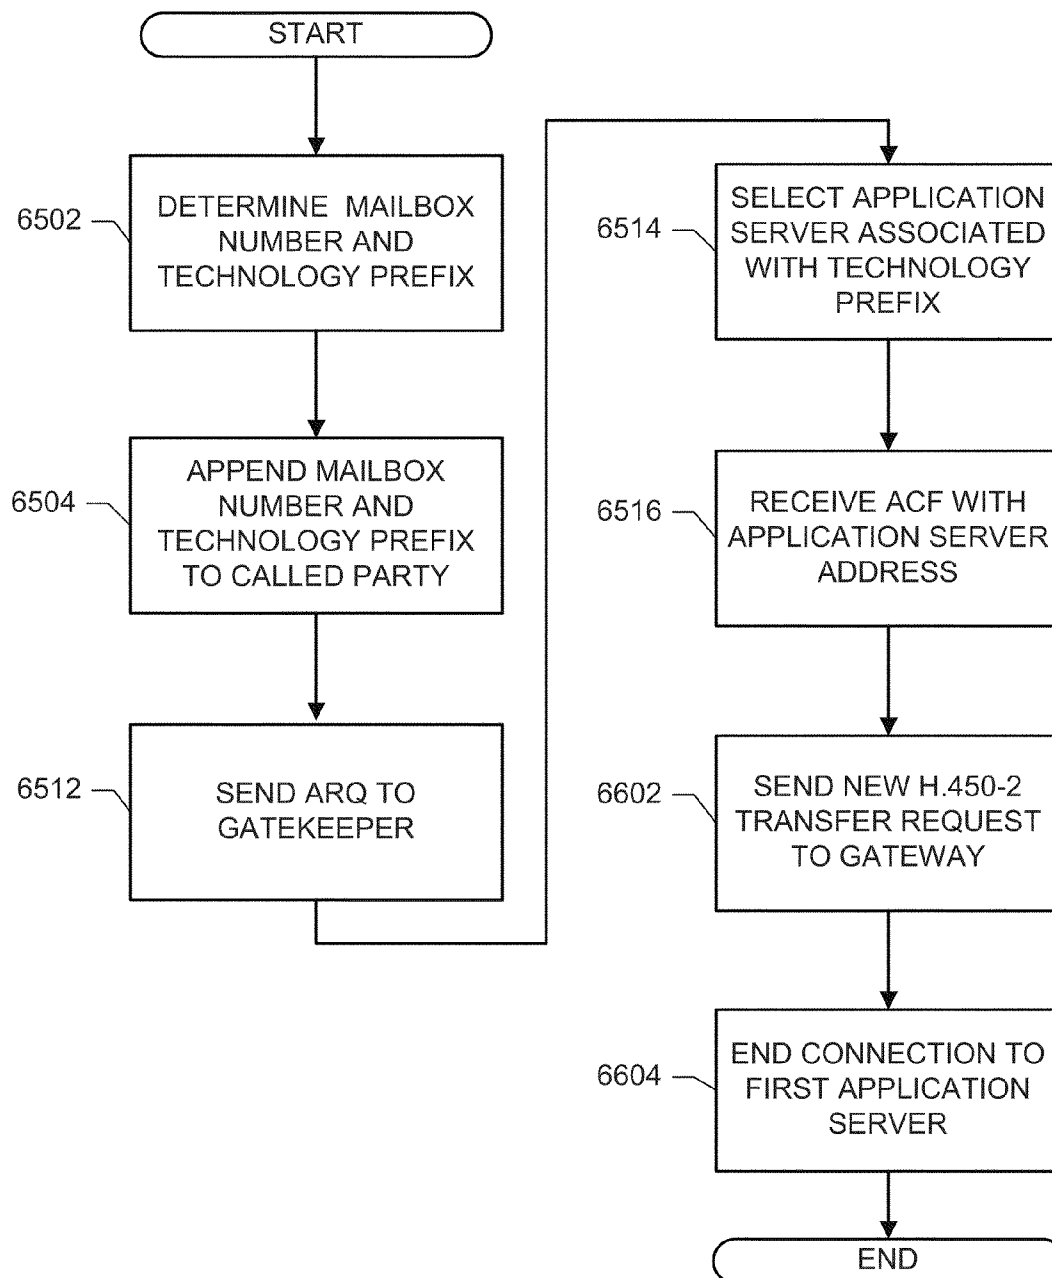 START
6502
DETERMINE MAILBOX
NUMBER AND
TECHNOLOGY PREFIX
6504
APPEND MAILBOX
NUMBER AND
TECHNOLOGY PREFIX
TO CALLED PARTY
6512
SEND ARQ TO
GATEKEEPER
6514
SELECT APPLICATION
SERVER ASSOCIATED
WITH TECHNOLOGY
PREFIX
6516
RECEIVE ACF WITH
APPLICATION SERVER
ADDRESS
6602
SEND NEW H.450-2
TRANSFER REQUEST
TO GATEWAY
6604
END CONNECTION TO
FIRST APPLICATION
SERVER
END